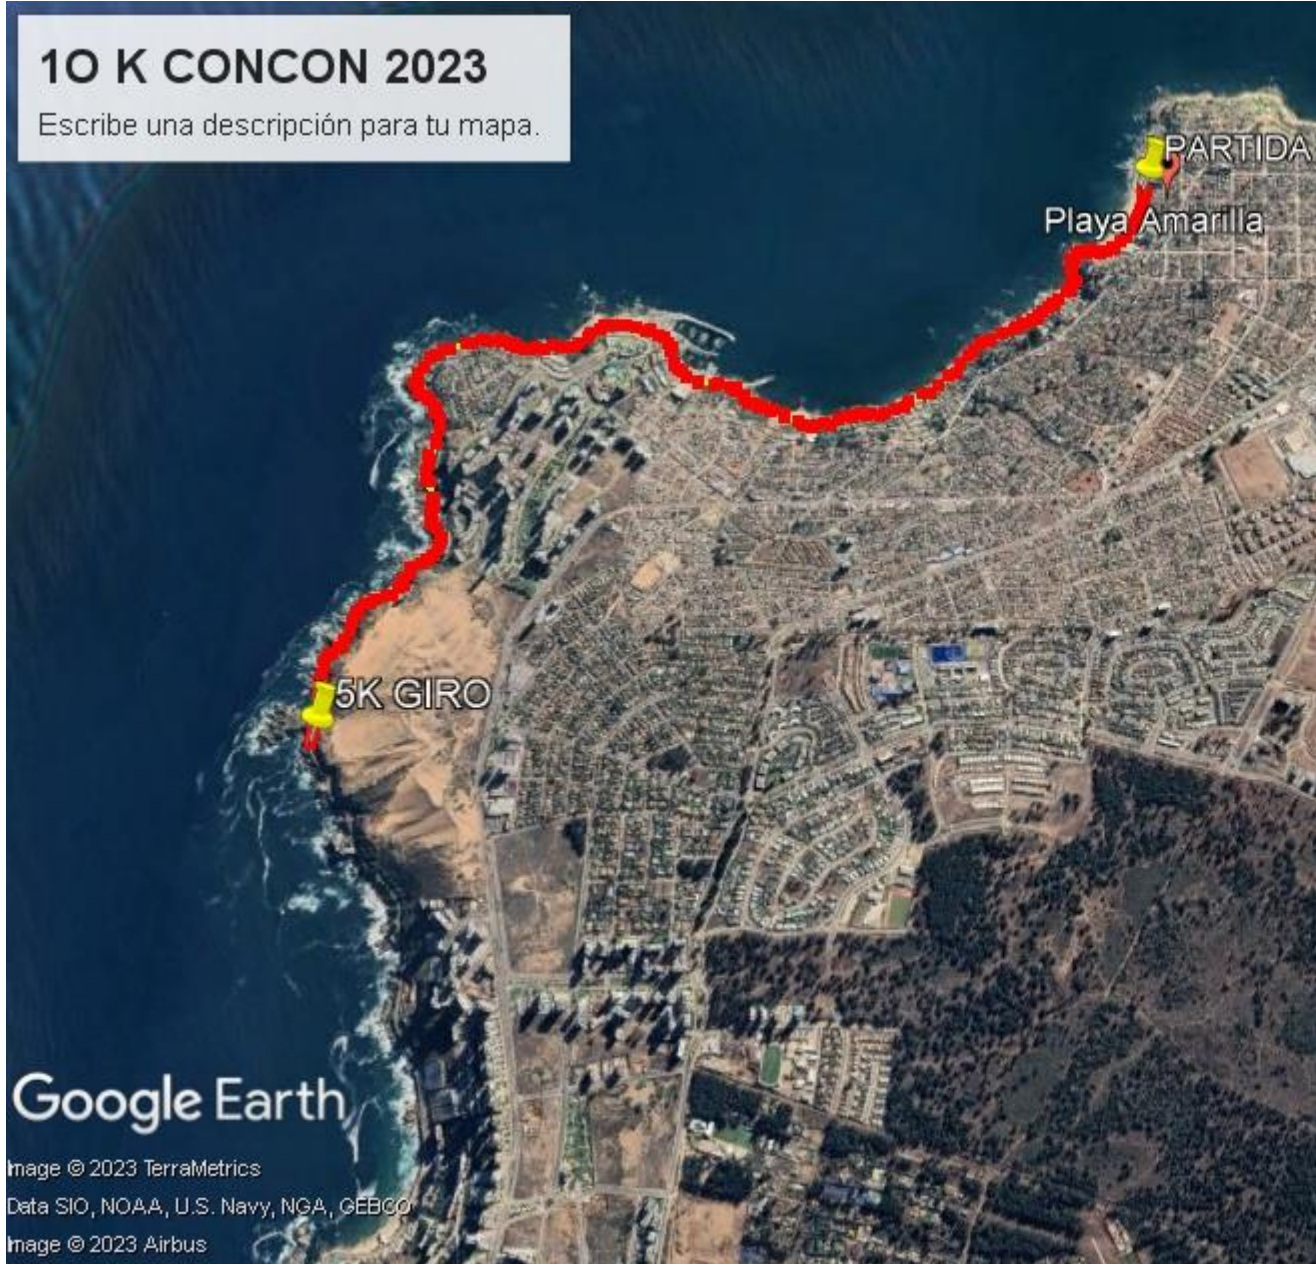 1O K CONCON 2023
Escribe una descripción para tu mapa.
PARTIDA
Playa Amarilla
5K GIRO
Google Earth
Image © 2023 TerraMetrics
Data SIO, NOAA, U.S. Navy, NGA, GEBCO
Image © 2023 Airbus